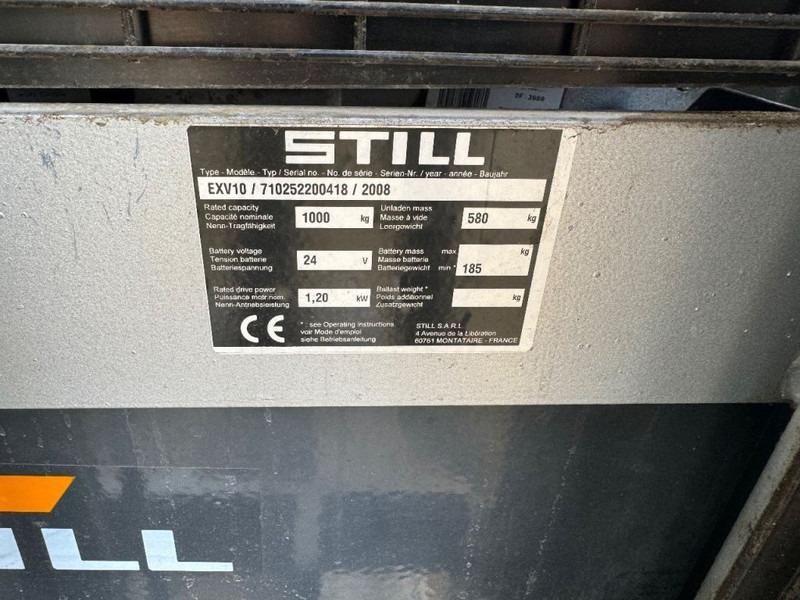 DF 3980
STILL
Type - Modèle - Typ / Serial no. - No. de série - Serien-Nr. / year - année - Baujahr
EXV10 / 710252200418 / 2008
Rated capacity
Capacité nominale
Nenn-Tragfähigkeit
1000 kg
Unladen mass
Masse à vide
Leergewicht
580 kg
Battery voltage
Tension batterie
Batteriespannung
24 V
Battery mass max
Masse batterie
Batteriegewicht min *
kg
185
Rated drive power
Puissance motr.nom.
Nenn-Antriebsleistung
1,20 kW
Ballast weight *
Poids additionnel
Zusatzgewicht
kg
CE
* : see Operating Instructions
voir Mode d'emploi
siehe Betriebsanleitung
STILL S.A.R.L
4 Avenue de la Libération
60761 MONTATAIRE - FRANCE
ILL